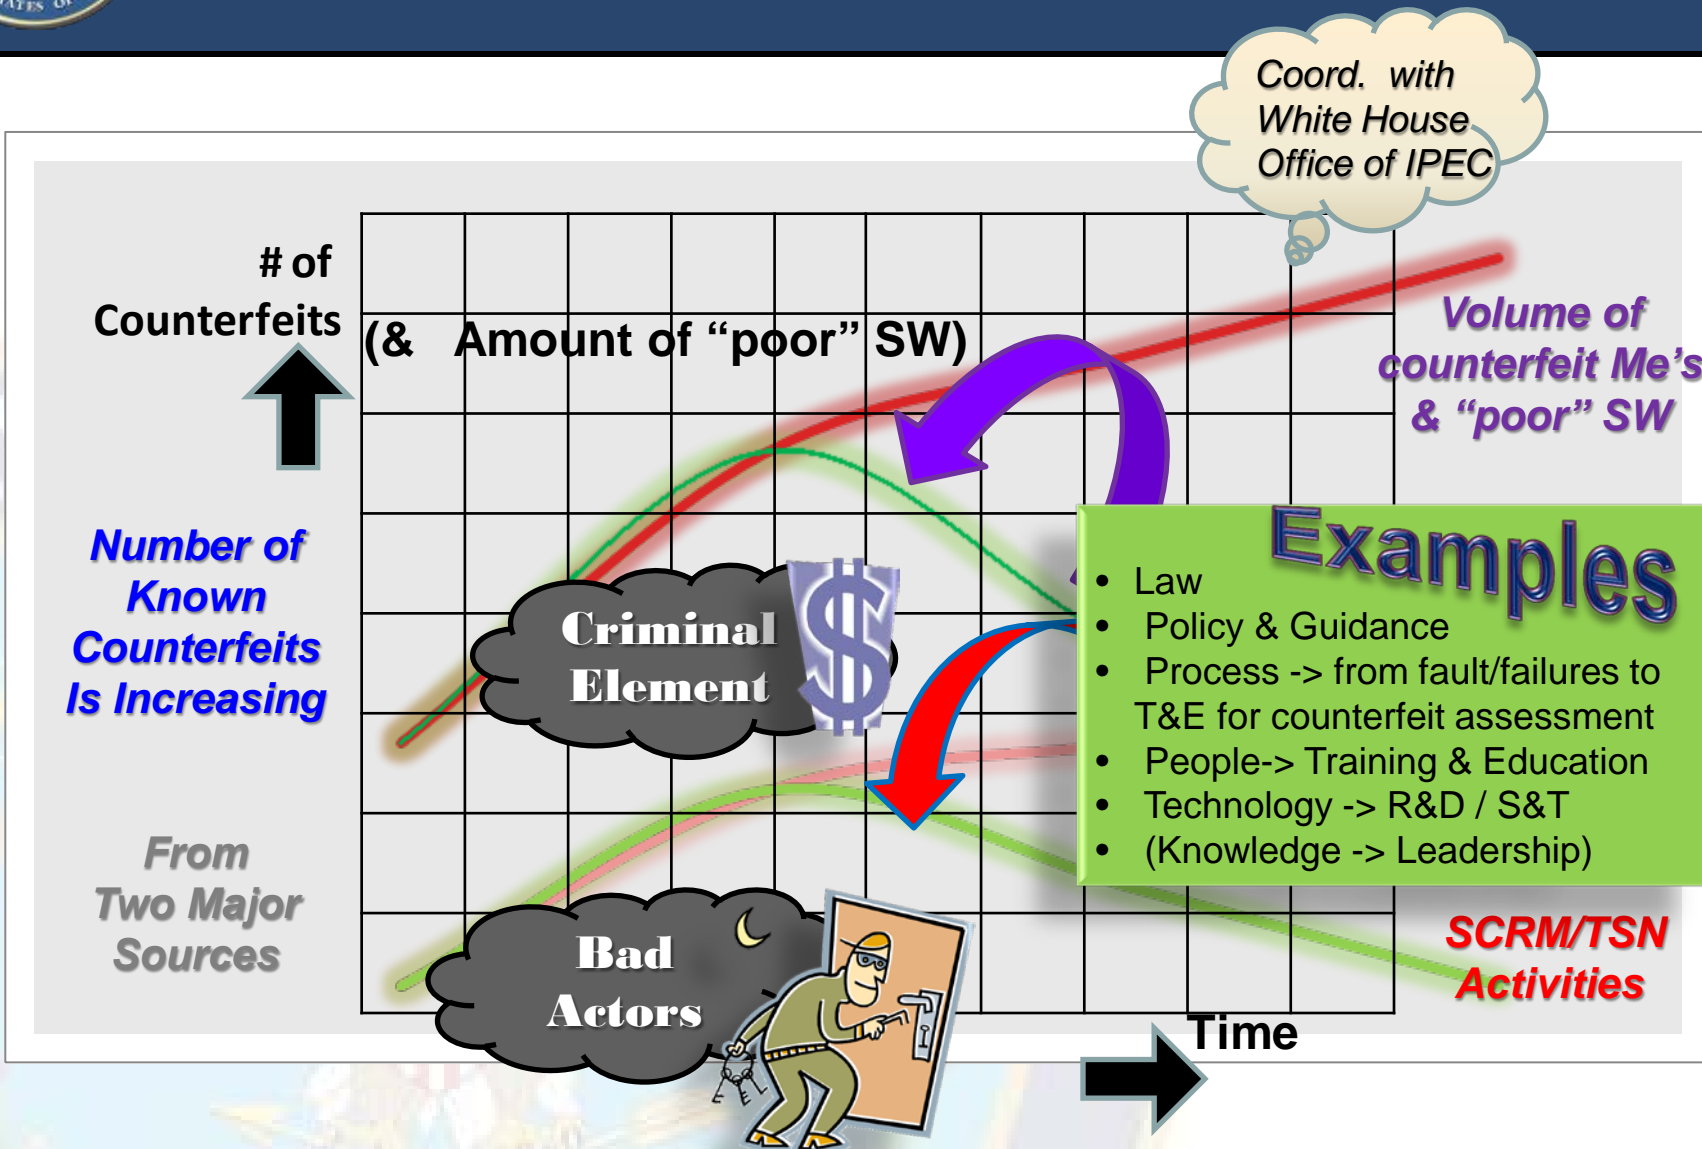 TATES OF
Coord. with
White House
Office of IPEC
# of
Counterfeits
(& Amount of “poor” SW)
Volume of
counterfeit Me’s
& “poor” SW
Number of
Known
Counterfeits
Is Increasing
Criminal
Element
$
Examples
• Law
• Policy & Guidance
• Process -> from fault/failures to
T&E for counterfeit assessment
• People-> Training & Education
• Technology -> R&D / S&T
• (Knowledge -> Leadership)
From
Two Major
Sources
Bad
Actors
SCRM/TSN
Activities
Time